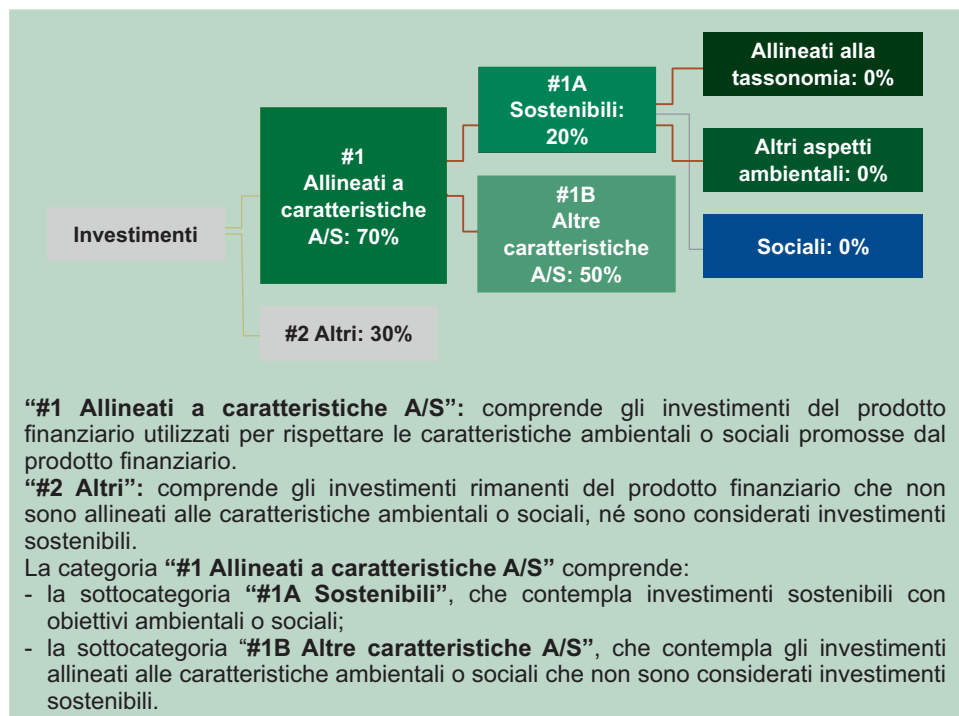 Investimenti
#1
Allineati a
caratteristiche
A/S: 70%
#2 Altri: 30%
#1A
Sostenibili:
20%
#1B
Altre
caratteristiche
A/S: 50%
Allineati alla
tassonomia: 0%
Altri aspetti
ambientali: 0%
Sociali: 0%
“#1 Allineati a caratteristiche A/S”: comprende gli investimenti del prodotto
finanziario utilizzati per rispettare le caratteristiche ambientali o sociali promosse dal
prodotto finanziario.
“#2 Altri”: comprende gli investimenti rimanenti del prodotto finanziario che non
sono allineati alle caratteristiche ambientali o sociali, né sono considerati investimenti
sostenibili.
La categoria “#1 Allineati a caratteristiche A/S” comprende:
- la sottocategoria “#1A Sostenibili”, che contempla investimenti sostenibili con
obiettivi ambientali o sociali;
- la sottocategoria “#1B Altre caratteristiche A/S”, che contempla gli investimenti
allineati alle caratteristiche ambientali o sociali che non sono considerati investimenti
sostenibili.